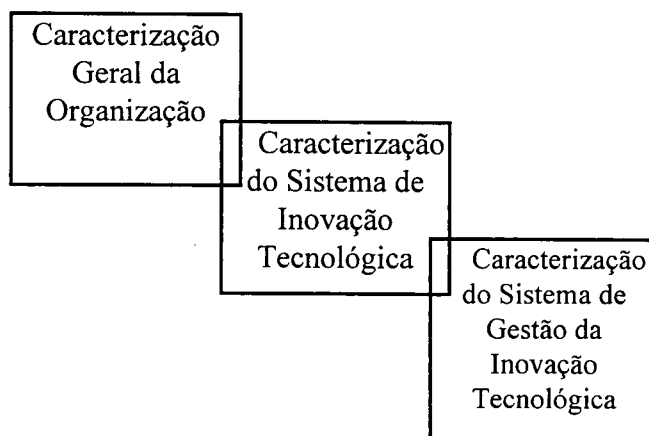 Caracterização
Geral da
Organização
Caracterização
do Sistema de
Inovação
Tecnológica
Caracterização
do Sistema de
Gestão da
Inovação
Tecnológica